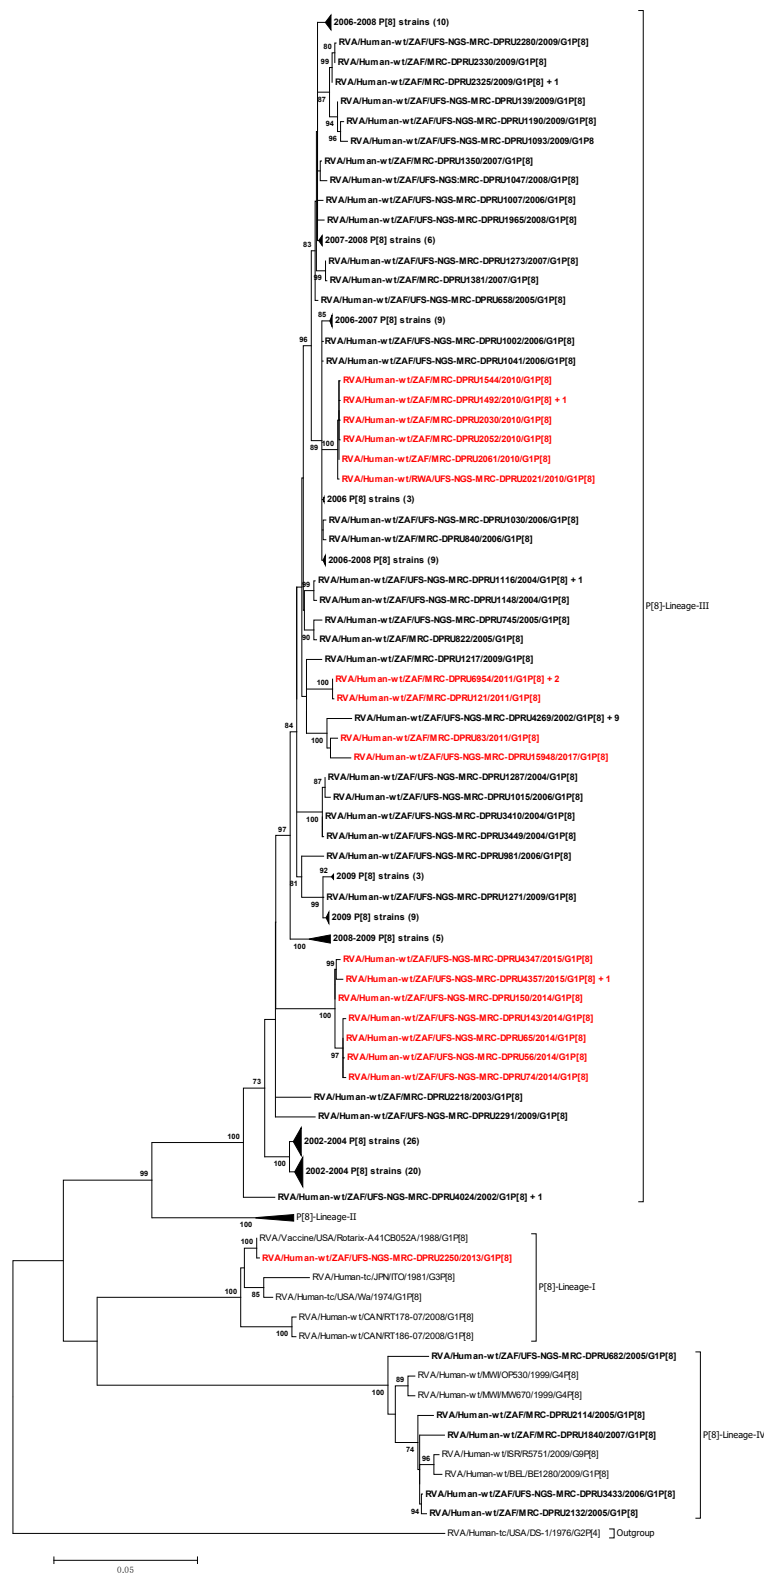 2006-2008 P[8] strains (10)
80
RVA/Human-wt/ZAF/UFS-NGS-MRC-DPRU2280/2009/G1P[8]
99
RVA/Human-wt/ZAF/MRC-DPRU2330/2009/G1P[8]
RVA/Human-wt/ZAF/MRC-DPRU2325/2009/G1P[8] + 1
87
RVA/Human-wt/ZAF/UFS-NGS-MRC-DPRU139/2009/G1P[8]
94
RVA/Human-wt/ZAF/UFS-NGS-MRC-DPRU1190/2009/G1P[8]
96
RVA/Human-wt/ZAF/UFS-NGS-MRC-DPRU1093/2009/G1P8
RVA/Human-wt/ZAF/MRC-DPRU1350/2007/G1P[8]
RVA/Human-wt/ZAF/UFS-NGS:MRC-DPRU1047/2008/G1P[8]
RVA/Human-wt/ZAF/UFS-NGS-MRC-DPRU1007/2006/G1P[8]
RVA/Human-wt/ZAF/UFS-NGS-MRC-DPRU1965/2008/G1P[8]
2007-2008 P[8] strains (6)
83
RVA/Human-wt/ZAF/UFS-NGS-MRC-DPRU1273/2007/G1P[8]
99
RVA/Human-wt/ZAF/MRC-DPRU1381/2007/G1P[8]
RVA/Human-wt/ZAF/UFS-NGS-MRC-DPRU658/2005/G1P[8]
85
2006-2007 P[8] strains (9)
96
RVA/Human-wt/ZAF/UFS-NGS-MRC-DPRU1002/2006/G1P[8]
RVA/Human-wt/ZAF/UFS-NGS-MRC-DPRU1041/2006/G1P[8]
RVA/Human-wt/ZAF/MRC-DPRU1544/2010/G1P[8]
RVA/Human-wt/ZAF/MRC-DPRU1492/2010/G1P[8] + 1
RVA/Human-wt/ZAF/MRC-DPRU2030/2010/G1P[8]
RVA/Human-wt/ZAF/MRC-DPRU2052/2010/G1P[8]
89
100
RVA/Human-wt/ZAF/MRC-DPRU2061/2010/G1P[8]
RVA/Human-wt/RWA/UFS-NGS-MRC-DPRU2021/2010/G1P[8]
2006 P[8] strains (3)
RVA/Human-wt/ZAF/UFS-NGS-MRC-DPRU1030/2006/G1P[8]
RVA/Human-wt/ZAF/MRC-DPRU840/2006/G1P[8]
2006-2008 P[8] strains (9)
99
RVA/Human-wt/ZAF/UFS-NGS-MRC-DPRU1116/2004/G1P[8] + 1
RVA/Human-wt/ZAF/UFS-NGS-MRC-DPRU1148/2004/G1P[8]
P[8]-Lineage-III
RVA/Human-wt/ZAF/UFS-NGS-MRC-DPRU745/2005/G1P[8]
90
RVA/Human-wt/ZAF/MRC-DPRU822/2005/G1P[8]
RVA/Human-wt/ZAF/MRC-DPRU1217/2009/G1P[8]
100
RVA/Human-wt/ZAF/MRC-DPRU6954/2011/G1P[8] + 2
RVA/Human-wt/ZAF/MRC-DPRU121/2011/G1P[8]
84
RVA/Human-wt/ZAF/UFS-NGS-MRC-DPRU4269/2002/G1P[8] + 9
100
RVA/Human-wt/ZAF/MRC-DPRU83/2011/G1P[8]
RVA/Human-wt/ZAF/UFS-NGS-MRC-DPRU15948/2017/G1P[8]
87
RVA/Human-wt/ZAF/UFS-NGS-MRC-DPRU1287/2004/G1P[8]
RVA/Human-wt/ZAF/UFS-NGS-MRC-DPRU1015/2006/G1P[8]
100
RVA/Human-wt/ZAF/UFS-NGS-MRC-DPRU3410/2004/G1P[8]
97
RVA/Human-wt/ZAF/UFS-NGS-MRC-DPRU3449/2004/G1P[8]
RVA/Human-wt/ZAF/UFS-NGS-MRC-DPRU981/2006/G1P[8]
92
2009 P[8] strains (3)
81
RVA/Human-wt/ZAF/UFS-NGS-MRC-DPRU1271/2009/G1P[8]
99
2009 P[8] strains (9)
2008-2009 P[8] strains (5)
100
RVA/Human-wt/ZAF/UFS-NGS-MRC-DPRU4347/2015/G1P[8]
99
RVA/Human-wt/ZAF/UFS-NGS-MRC-DPRU4357/2015/G1P[8] + 1
RVA/Human-wt/ZAF/UFS-NGS-MRC-DPRU150/2014/G1P[8]
100
RVA/Human-wt/ZAF/UFS-NGS-MRC-DPRU143/2014/G1P[8]
RVA/Human-wt/ZAF/UFS-NGS-MRC-DPRU65/2014/G1P[8]
97
RVA/Human-wt/ZAF/UFS-NGS-MRC-DPRU56/2014/G1P[8]
RVA/Human-wt/ZAF/UFS-NGS-MRC-DPRU74/2014/G1P[8]
73
RVA/Human-wt/ZAF/MRC-DPRU2218/2003/G1P[8]
RVA/Human-wt/ZAF/UFS-NGS-MRC-DPRU2291/2009/G1P[8]
100
2002-2004 P[8] strains (26)
100
2002-2004 P[8] strains (20)
99
RVA/Human-wt/ZAF/UFS-NGS-MRC-DPRU4024/2002/G1P[8] + 1
P[8]-Lineage-II
100
RVA/Vaccine/USA/Rotarix-A41CB052A/1988/G1P[8]
100
RVA/Human-wt/ZAF/UFS-NGS-MRC-DPRU2250/2013/G1P[8]
RVA/Human-tc/JPN/ITO/1981/G3P[8]
P[8]-Lineage-I
100
85
RVA/Human-tc/USA/Wa/1974/G1P[8]
RVA/Human-wt/CAN/RT178-07/2008/G1P[8]
100
RVA/Human-wt/CAN/RT186-07/2008/G1P[8]
RVA/Human-wt/ZAF/UFS-NGS-MRC-DPRU682/2005/G1P[8]
RVA/Human-wt/MWI/OP530/1999/G4P[8]
89
100
RVA/Human-wt/MWI/MW670/1999/G4P[8]
RVA/Human-wt/ZAF/MRC-DPRU2114/2005/G1P[8]
RVA/Human-wt/ZAF/MRC-DPRU1840/2007/G1P[8]
P[8]-Lineage-IV
74
RVA/Human-wt/ISR/R5751/2009/G9P[8]
96
RVA/Human-wt/BEL/BE1280/2009/G1P[8]
RVA/Human-wt/ZAF/UFS-NGS-MRC-DPRU3433/2006/G1P[8]
94
RVA/Human-wt/ZAF/MRC-DPRU2132/2005/G1P[8]
RVA/Human-tc/USA/DS-1/1976/G2P[4]
Outgroup
0.05